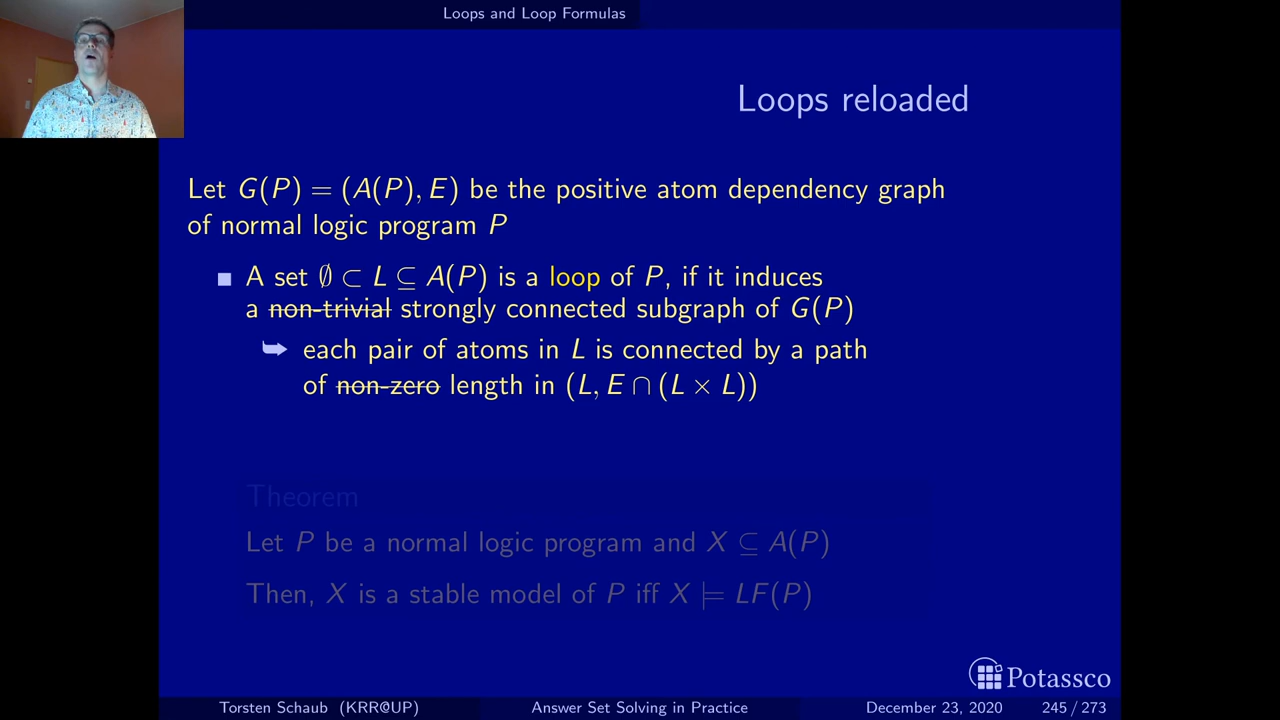 Loops and Loop Formulas
Loops reloaded
Let G(P) = (A(P), E) be the positive atom dependency graph
of normal logic program P
A set ∅ ⊂ L ⊆ A(P) is a loop of P, if it induces
a non-trivial strongly connected subgraph of G(P)
➥ each pair of atoms in L is connected by a path
of non-zero length in (L, E ∩ (L × L))
Theorem
Let P be a normal logic program and X ⊆ A(P)
Then, X is a stable model of P iff X ⊨ LF(P)
Potassco
Torsten Schaub (KRR@UP) Answer Set Solving in Practice December 23, 2020 245 / 273